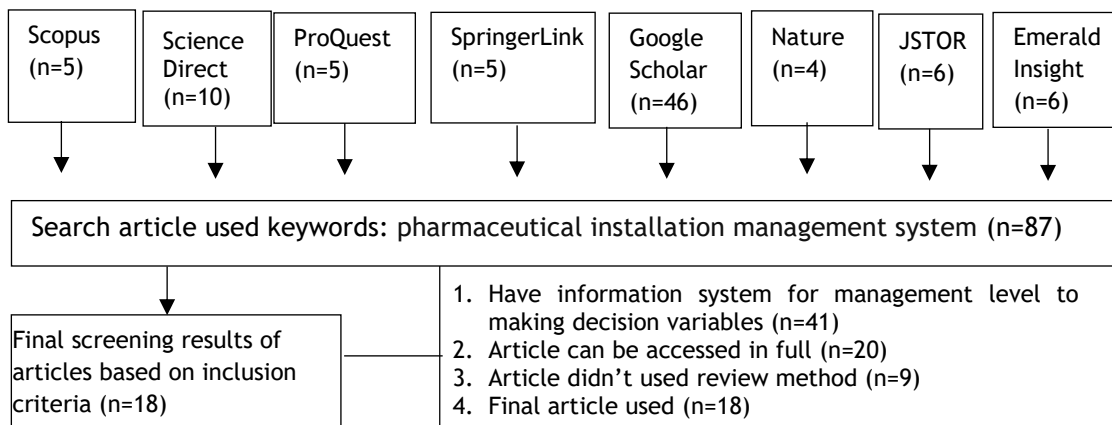 Scopus
(n=5)
Science
Direct
(n=10)
ProQuest
(n=5)
SpringerLink
(n=5)
Google
Scholar
(n=46)
Nature
(n=4)
JSTOR
(n=6)
Emerald
Insight
(n=6)
Search article used keywords: pharmaceutical installation management system (n=87)
Final screening results of
articles based on inclusion
criteria (n=18)
1. Have information system for management level to
making decision variables (n=41)
2. Article can be accessed in full (n=20)
3. Article didn’t used review method (n=9)
4. Final article used (n=18)